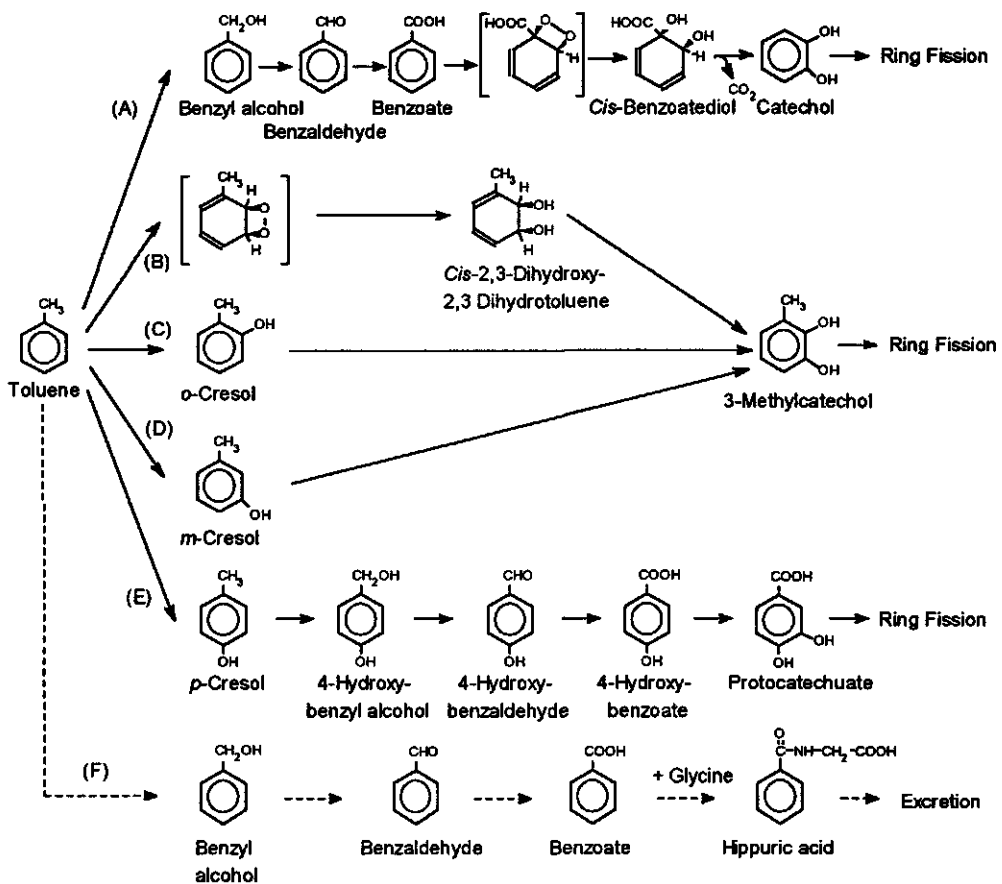 CH2OH CHO COOH HOOC O O H HOOC OH OH H OH OH
(A) Ring Fission
CO2
Benzyl alcohol Benzoate Cis-Benzoatediol Catechol
Benzaldehyde
CH3 H O O H CH3 H OH OH H
(B)
Cis-2,3-Dihydroxy-
2,3 Dihydrotoluene
CH3
Toluene
(C) CH3 OH
o-Cresol
CH3 OH OH Ring Fission
3-Methylcatechol
(D) CH3 OH
m-Cresol
(E) CH3 CH2OH CHO COOH COOH
OH OH OH OH OH Ring Fission
p-Cresol 4-Hydroxy- 4-Hydroxy- 4-Hydroxy- Protocatechuate
benzyl alcohol benzaldehyde benzoate
(F) CH2OH CHO COOH + Glycine O C-NH-CH2-COOH
Excretion
Benzyl Benzaldehyde Benzoate Hippuric acid
alcohol